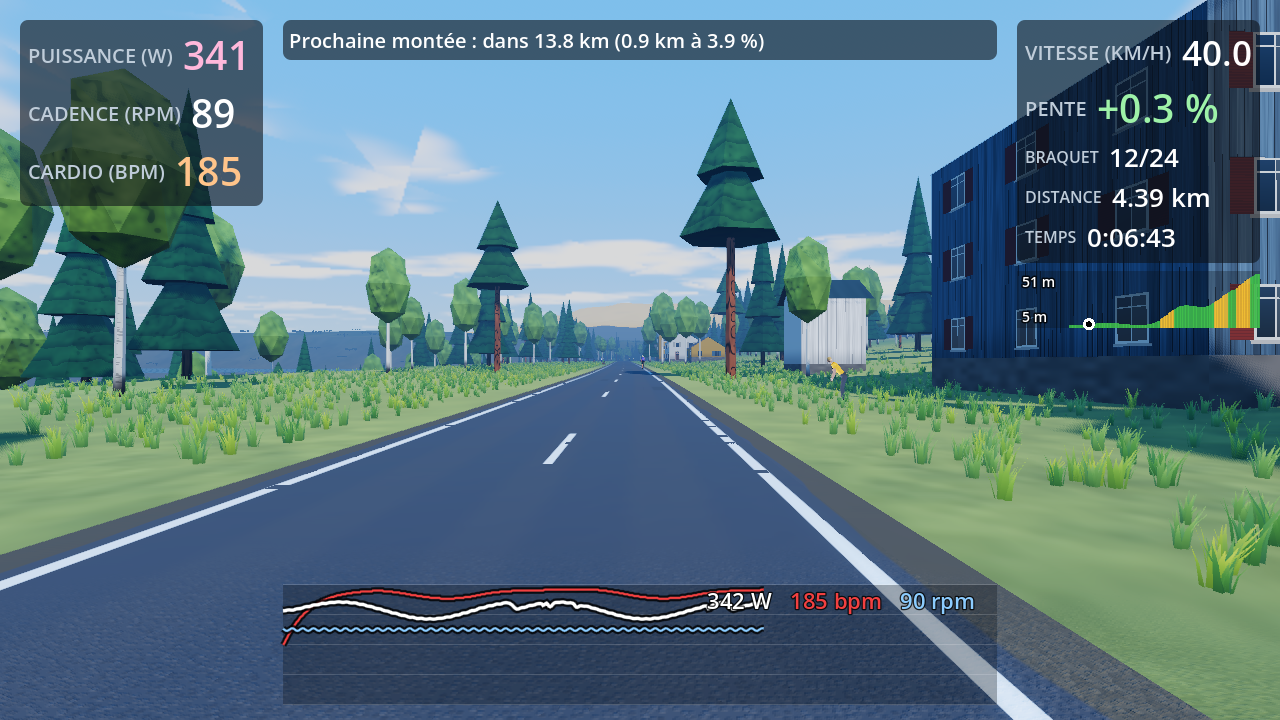 PUISSANCE (W) 341
CADENCE (RPM) 89
CARDIO (BPM) 185
Prochaine montée : dans 13.8 km (0.9 km à 3.9 %)
VITESSE (KM/H) 40.0
PENTE +0.3 %
BRAQUET 12/24
DISTANCE 4.39 km
TEMPS 0:06:43
51 m
5 m
342 W 185 bpm 90 rpm